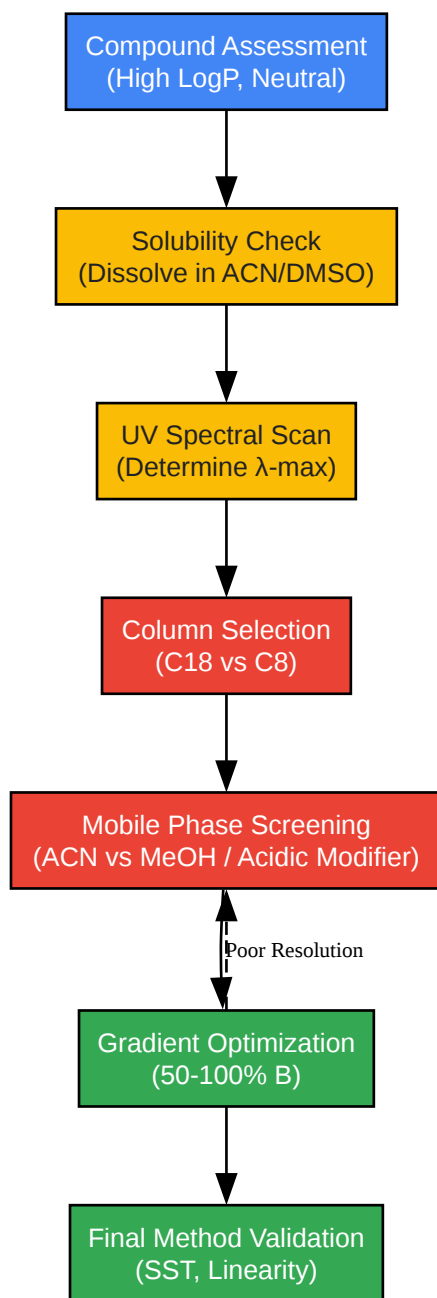 Compound Assessment
(High LogP, Neutral)
Solubility Check
(Dissolve in ACN/DMSO)
UV Spectral Scan
(Determine λ-max)
Column Selection
(C18 vs C8)
Mobile Phase Screening
(ACN vs MeOH / Acidic Modifier)
Poor Resolution
Gradient Optimization
(50-100% B)
Final Method Validation
(SST, Linearity)